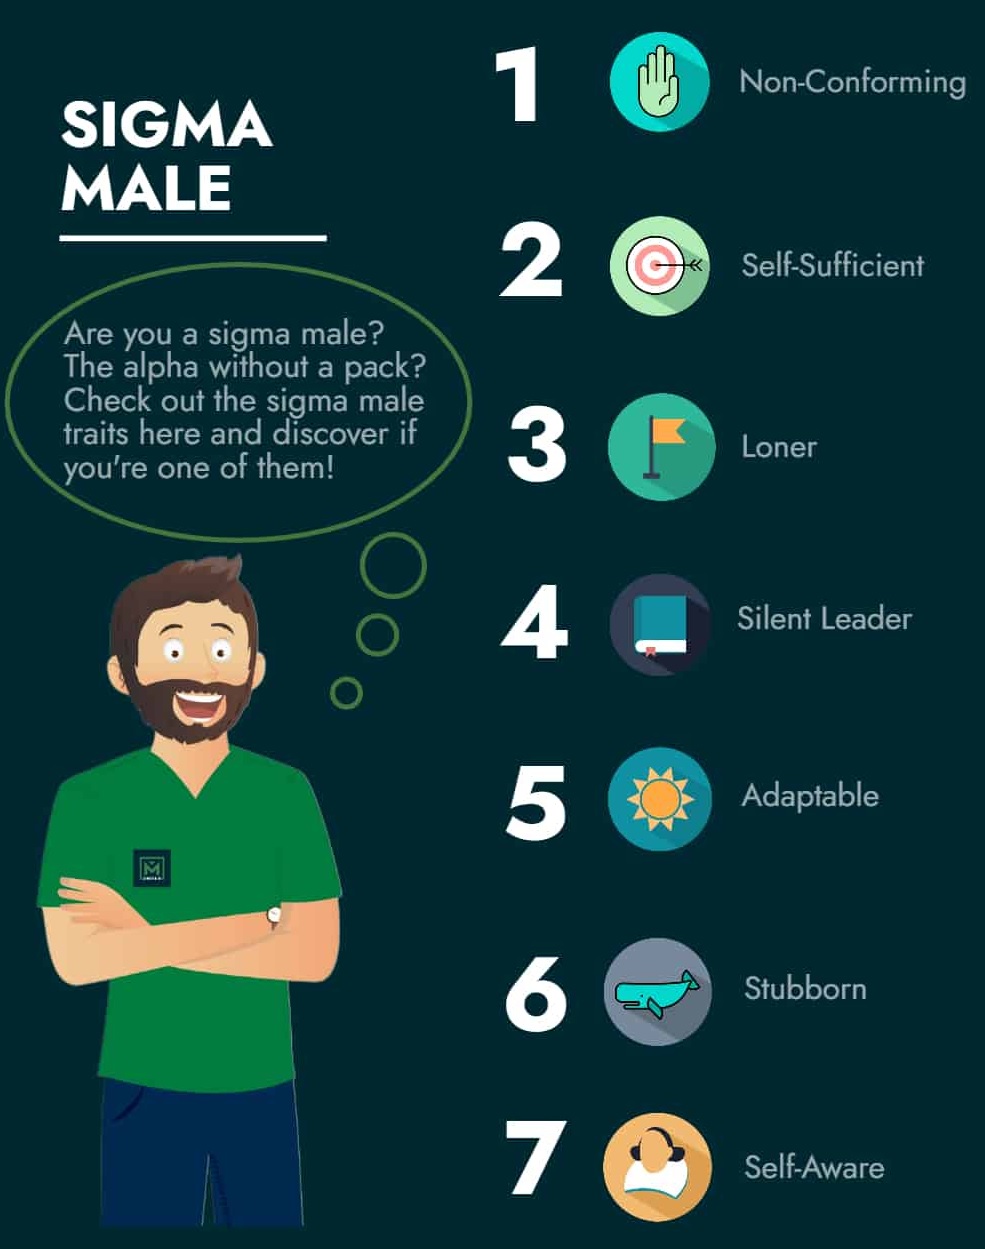 SIGMA
MALE
Are you a sigma male?
The alpha without a pack?
Check out the sigma male
traits here and discover if
you're one of them!
1 Non-Conforming
2 Self-Sufficient
3 Loner
4 Silent Leader
5 Adaptable
6 Stubborn
7 Self-Aware